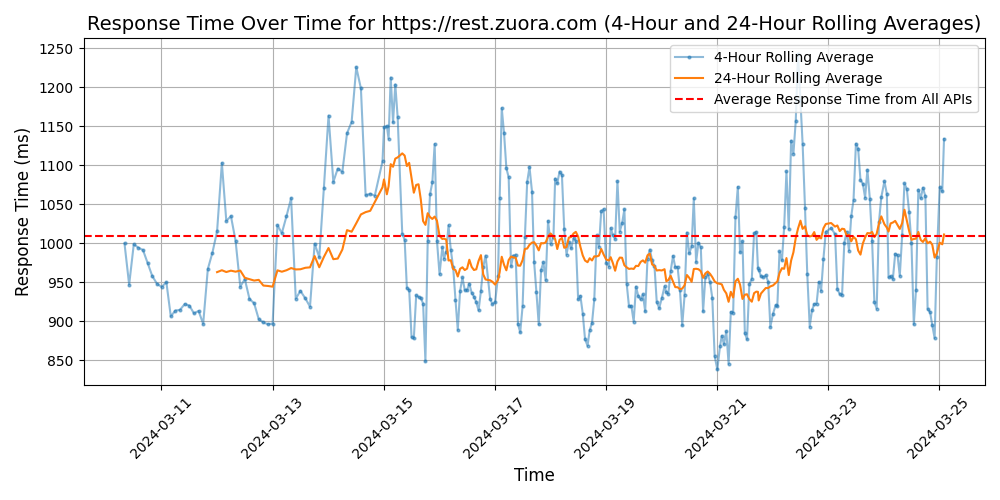 Response Time Over Time for https://rest.zuora.com (4-Hour and 24-Hour Rolling Averages)
4-Hour Rolling Average
24-Hour Rolling Average
Average Response Time from All APIs
Response Time (ms)
1250
1200
1150
1100
1050
1000
950
900
850
2024-03-11
2024-03-13
2024-03-15
2024-03-17
2024-03-19
2024-03-21
2024-03-23
2024-03-25
Time